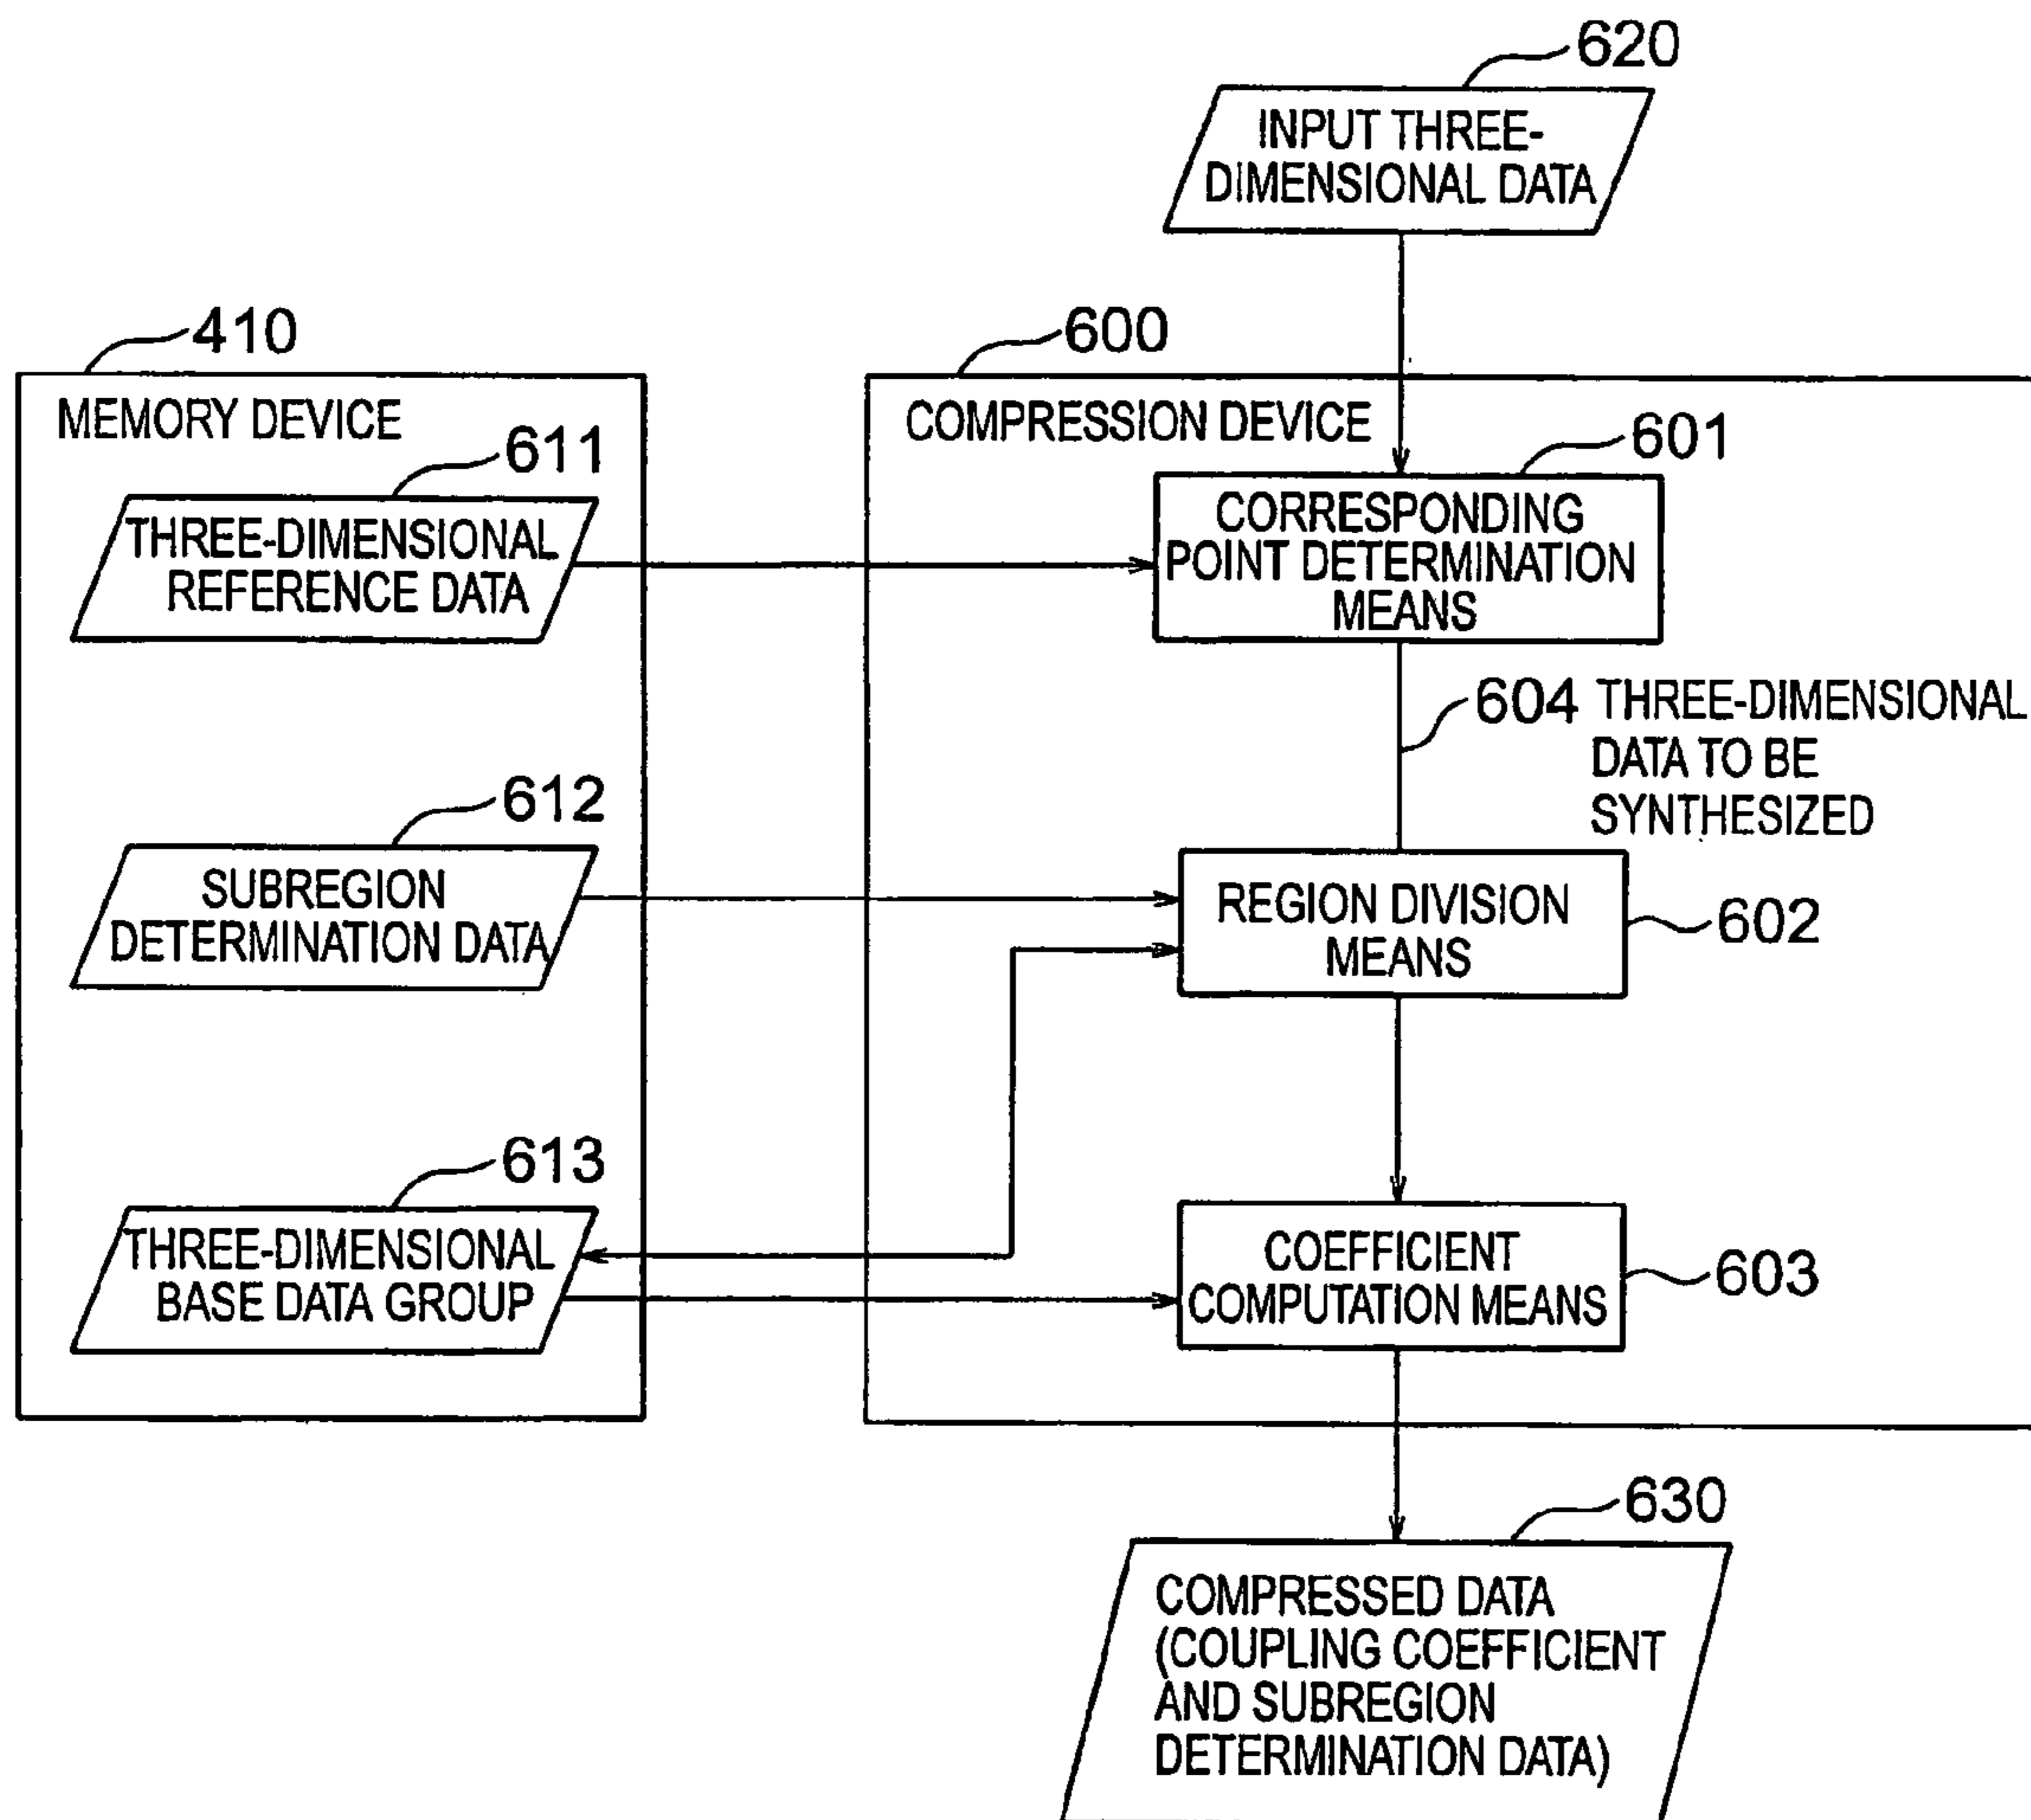 620
INPUT THREE-
DIMENSIONAL DATA
410
600
MEMORY DEVICE
COMPRESSION DEVICE
611
601
THREE-DIMENSIONAL
REFERENCE DATA
CORRESPONDING
POINT DETERMINATION
MEANS
604 THREE-DIMENSIONAL
DATA TO BE
SYNTHESIZED
612
SUBREGION
DETERMINATION DATA
REGION DIVISION
MEANS
602
613
THREE-DIMENSIONAL
BASE DATA GROUP
COEFFICIENT
COMPUTATION MEANS
603
630
COMPRESSED DATA
(COUPLING COEFFICIENT
AND SUBREGION
DETERMINATION DATA)